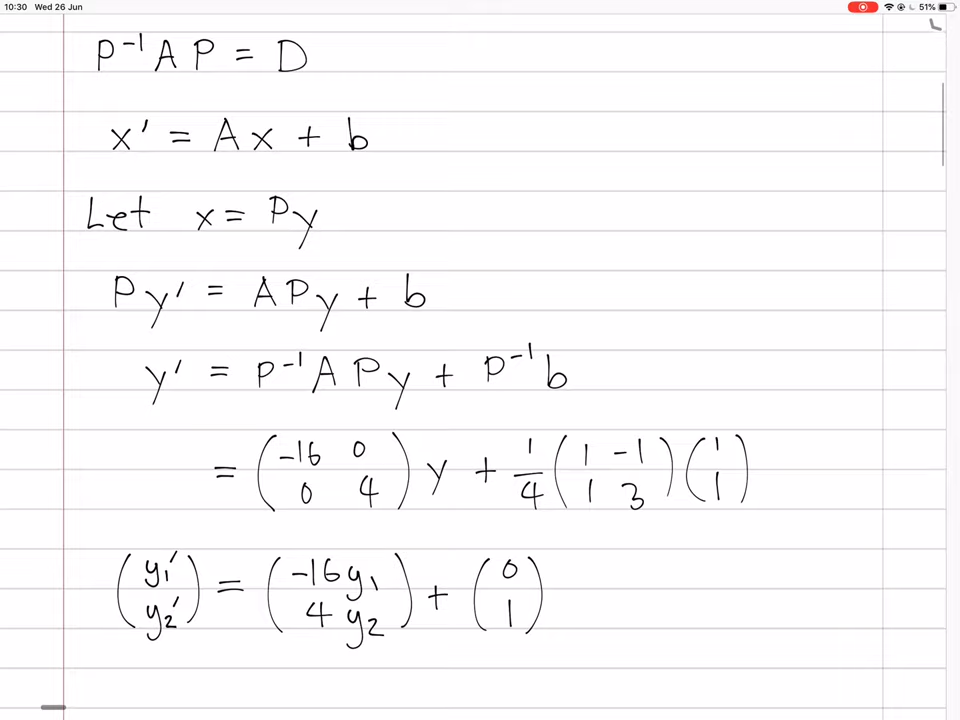 10:30 Wed 26 Jun 51%
P⁻¹AP = D
x' = Ax + b
Let x = Py
Py' = APy + b
y' = P⁻¹APy + P⁻¹b
= (-16 0; 0 4) y + 1/4 (1 -1; 1 3) (1; 1)
(y₁'; y₂') = (-16y₁; 4y₂) + (0; 1)